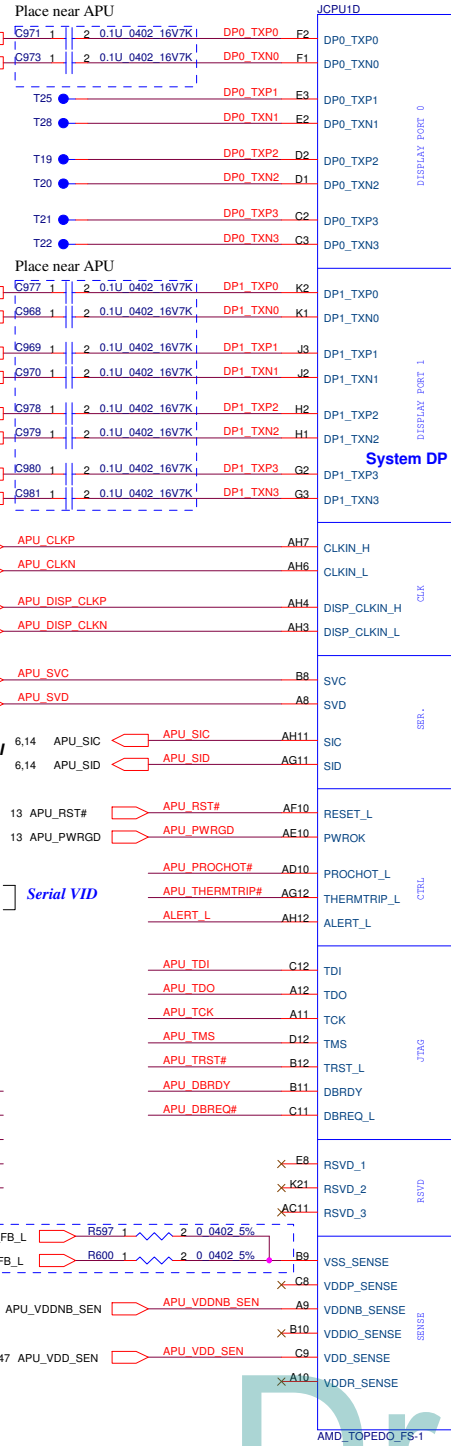 Place near APU
JCPU1D
C971 1 2 0.1U_0402_16V7K DP0_TXP0 F2 DP0_TXP0
C973 1 2 0.1U_0402_16V7K DP0_TXN0 F1 DP0_TXN0
T25 DP0_TXP1 E3 DP0_TXP1
T28 DP0_TXN1 E2 DP0_TXN1
T19 DP0_TXP2 D2 DP0_TXP2
T20 DP0_TXN2 D1 DP0_TXN2
T21 DP0_TXP3 C2 DP0_TXP3
T22 DP0_TXN3 C3 DP0_TXN3
DISPLAY PORT 0
Place near APU
C977 1 2 0.1U_0402_16V7K DP1_TXP0 K2 DP1_TXP0
C968 1 2 0.1U_0402_16V7K DP1_TXN0 K1 DP1_TXN0
C969 1 2 0.1U_0402_16V7K DP1_TXP1 J3 DP1_TXP1
C970 1 2 0.1U_0402_16V7K DP1_TXN1 J2 DP1_TXN1
C978 1 2 0.1U_0402_16V7K DP1_TXP2 H2 DP1_TXP2
C979 1 2 0.1U_0402_16V7K DP1_TXN2 H1 DP1_TXN2
System DP
C980 1 2 0.1U_0402_16V7K DP1_TXP3 G2 DP1_TXP3
C981 1 2 0.1U_0402_16V7K DP1_TXN3 G3 DP1_TXN3
DISPLAY PORT 1
APU_CLKP AH7 CLKIN_H
APU_CLKN AH6 CLKIN_L
APU_DISP_CLKP AH4 DISP_CLKIN_H
APU_DISP_CLKN AH3 DISP_CLKIN_L
CLK
APU_SVC B8 SVC
APU_SVD A8 SVD
6,14 APU_SIC APU_SIC AH11 SIC
6,14 APU_SID APU_SID AG11 SID
SER.
13 APU_RST# APU_RST# AF10 RESET_L
13 APU_PWRGD APU_PWRGD AE10 PWROK
APU_PROCHOT# AD10 PROCHOT_L
Serial VID APU_THERMTRIP# AG12 THERMTRIP_L
ALERT_L AH12 ALERT_L
CTRL
APU_TDI C12 TDI
APU_TDO A12 TDO
APU_TCK A11 TCK
APU_TMS D12 TMS
APU_TRST# B12 TRST_L
APU_DBRDY B11 DBRDY
APU_DBREQ# C11 DBREQ_L
JTAG
E8 RSVD_1
K21 RSVD_2
AC11 RSVD_3
RSVD
FB_L R597 1 2 0_0402_5%
FB_L R600 1 2 0_0402_5% B9 VSS_SENSE
C8 VDDP_SENSE
APU_VDDNB_SEN APU_VDDNB_SEN A9 VDDNB_SENSE
B10 VDDIO_SENSE
47 APU_VDD_SEN APU_VDD_SEN C9 VDD_SENSE
A10 VDDR_SENSE
SENSE
AMD_TOPEDO_FS-1
Dr